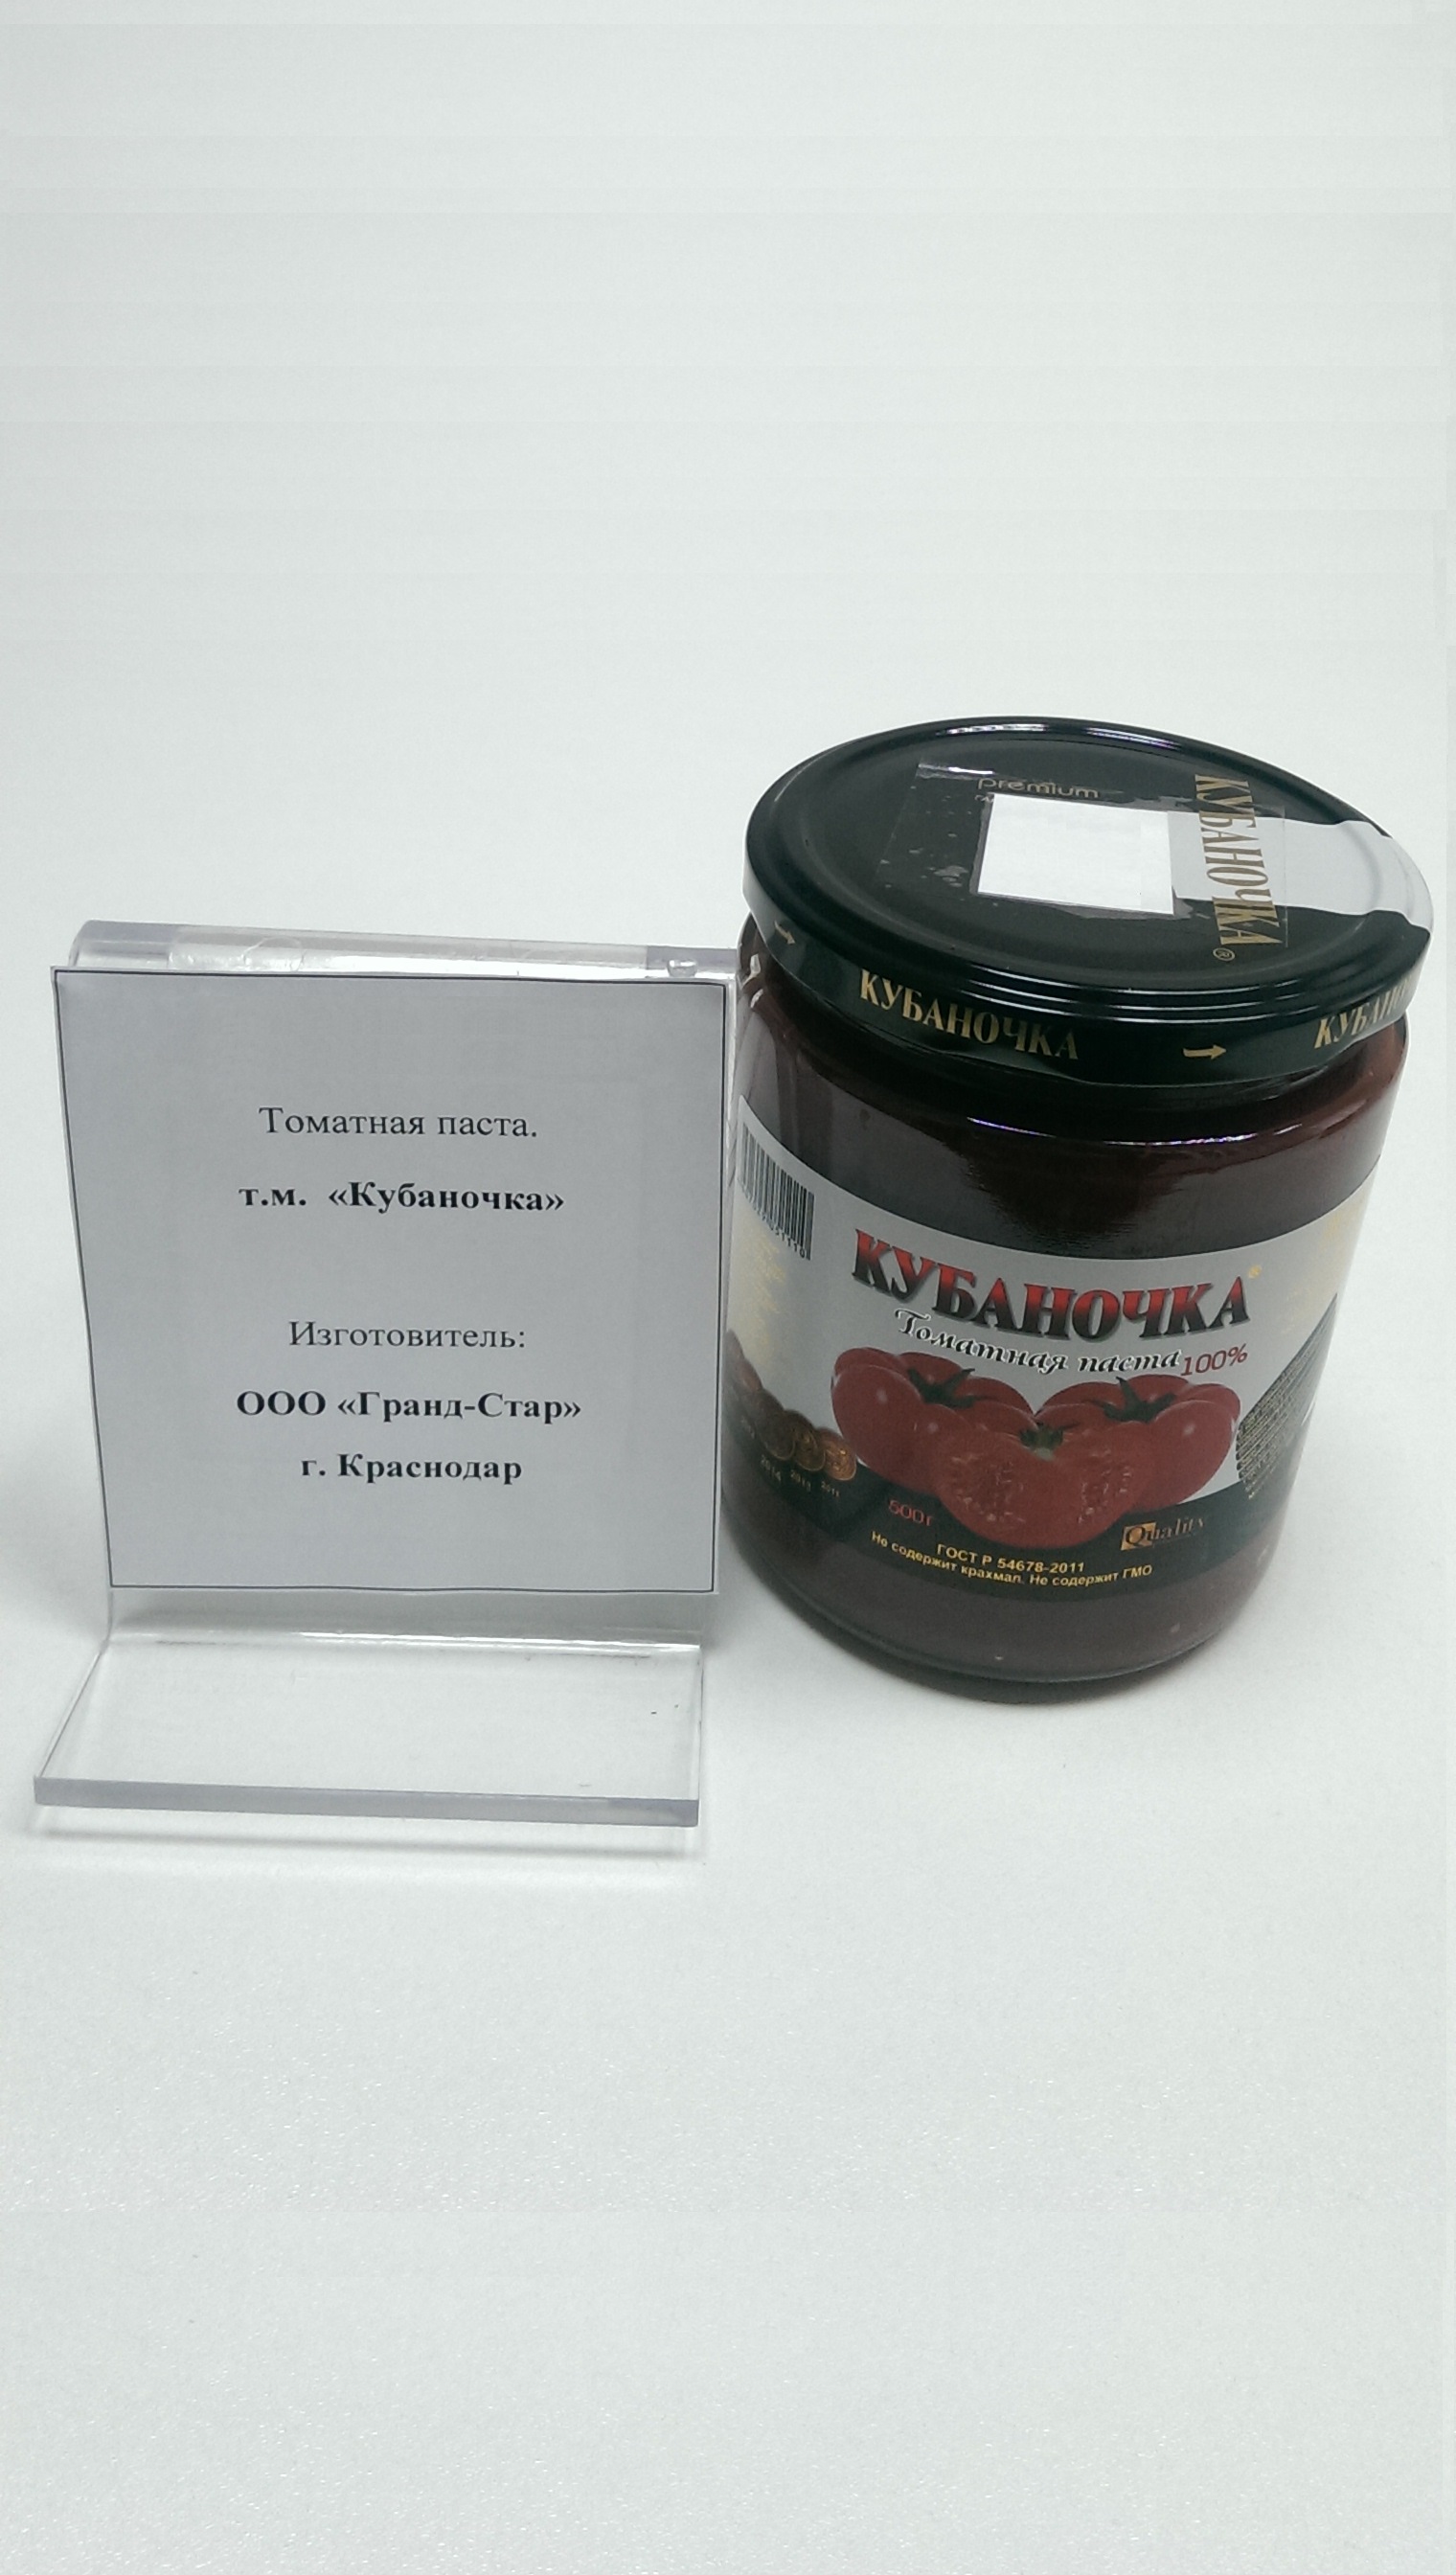 Томатная паста.
т.м. «Кубаночка»
Изготовитель:
ООО «Гранд-Стар»
г. Краснодар
premium
КУБАНОЧКА®
КУБАНОЧКА
КУБАНОЧКА®
Томатная паста 100%
500г
Quality
ГОСТ Р 54678-2011
Не содержит крахмал. Не содержит ГМО